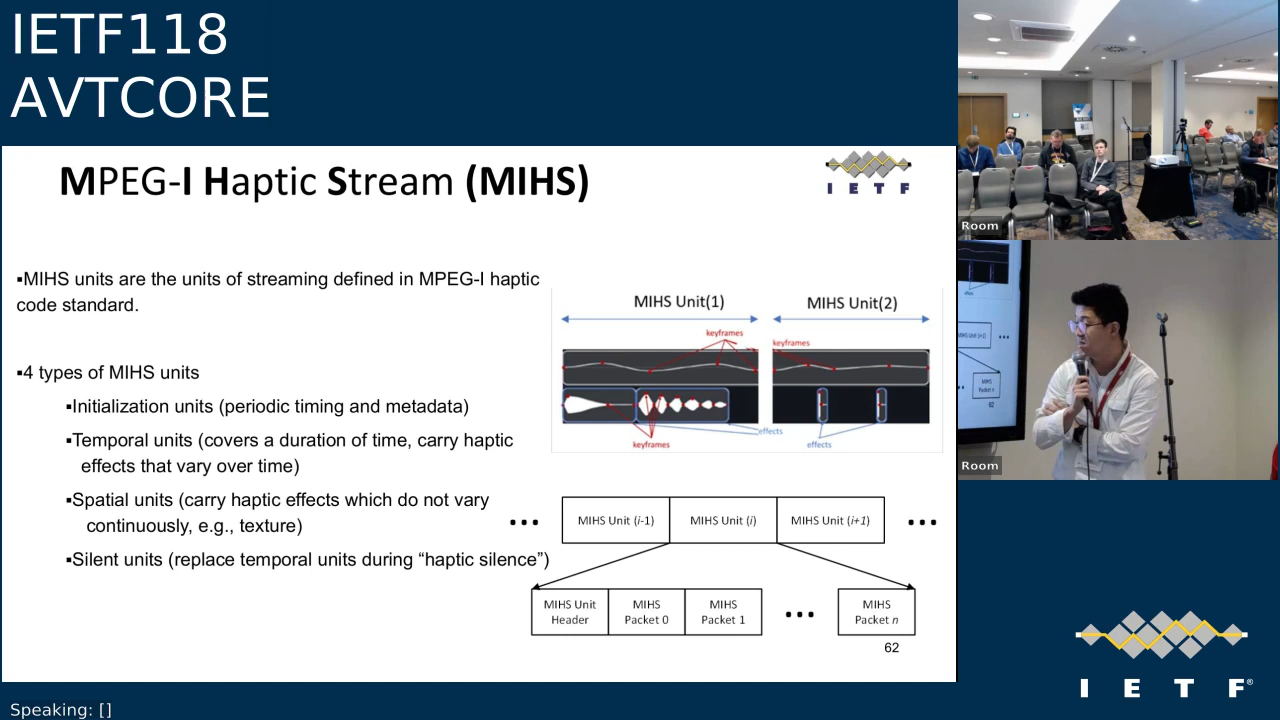 IETF118
AVTCORE
MPEG-I Haptic Stream (MIHS)
I E T F
▪MIHS units are the units of streaming defined in MPEG-I haptic
code standard.
▪4 types of MIHS units
▪Initialization units (periodic timing and metadata)
▪Temporal units (covers a duration of time, carry haptic
effects that vary over time)
▪Spatial units (carry haptic effects which do not vary
continuously, e.g., texture)
▪Silent units (replace temporal units during “haptic silence”)
MIHS Unit(1)
MIHS Unit(2)
keyframes
keyframes
effects
keyframes
effects
... MIHS Unit (i-1) MIHS Unit (i) MIHS Unit (i+1) ...
MIHS Unit
Header
MIHS
Packet 0
MIHS
Packet 1
...
MIHS
Packet n
62
Room
MIHS
Packet n
62
Room
I E T F®
Speaking: []